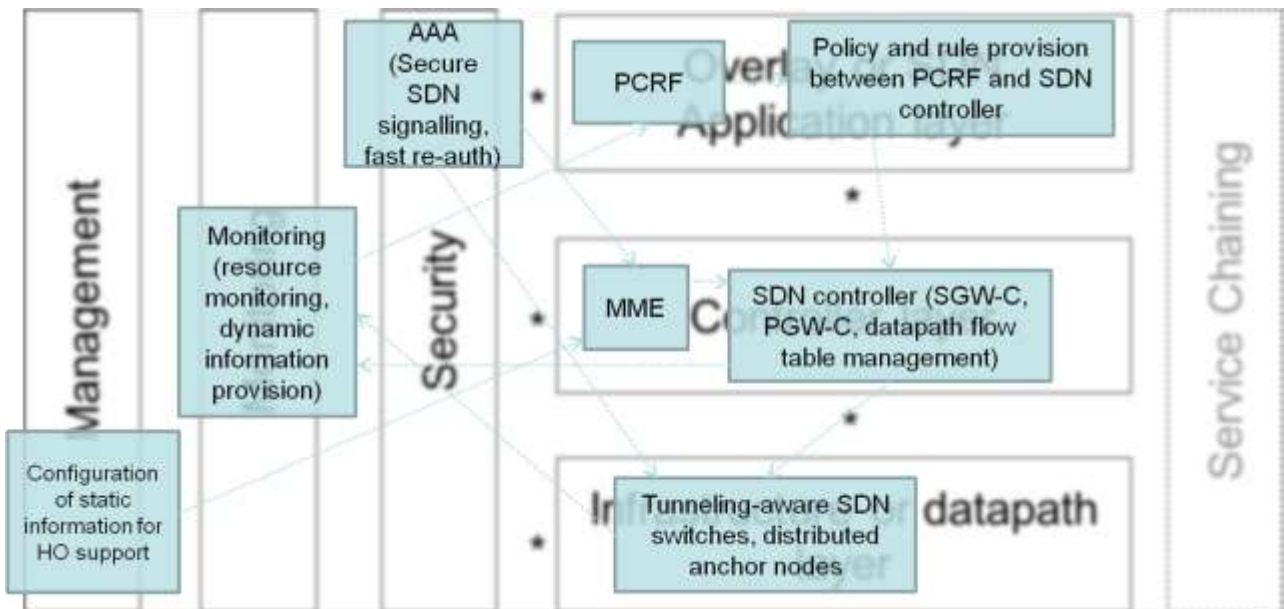 AAA
(Secure
SDN
signalling,
fast re-auth)
PCRF
Policy and rule provision
between PCRF and SDN
controller
Application layer
Management
Monitoring
(resource
monitoring,
dynamic
information
provision)
Security
MME
SDN controller (SGW-C,
PGW-C, datapath flow
table management)
Service Chaining
Configuration
of static
information for
HO support
datapath
layer
Tunneling-aware SDN
switches, distributed
anchor nodes
*
*
*
*
*